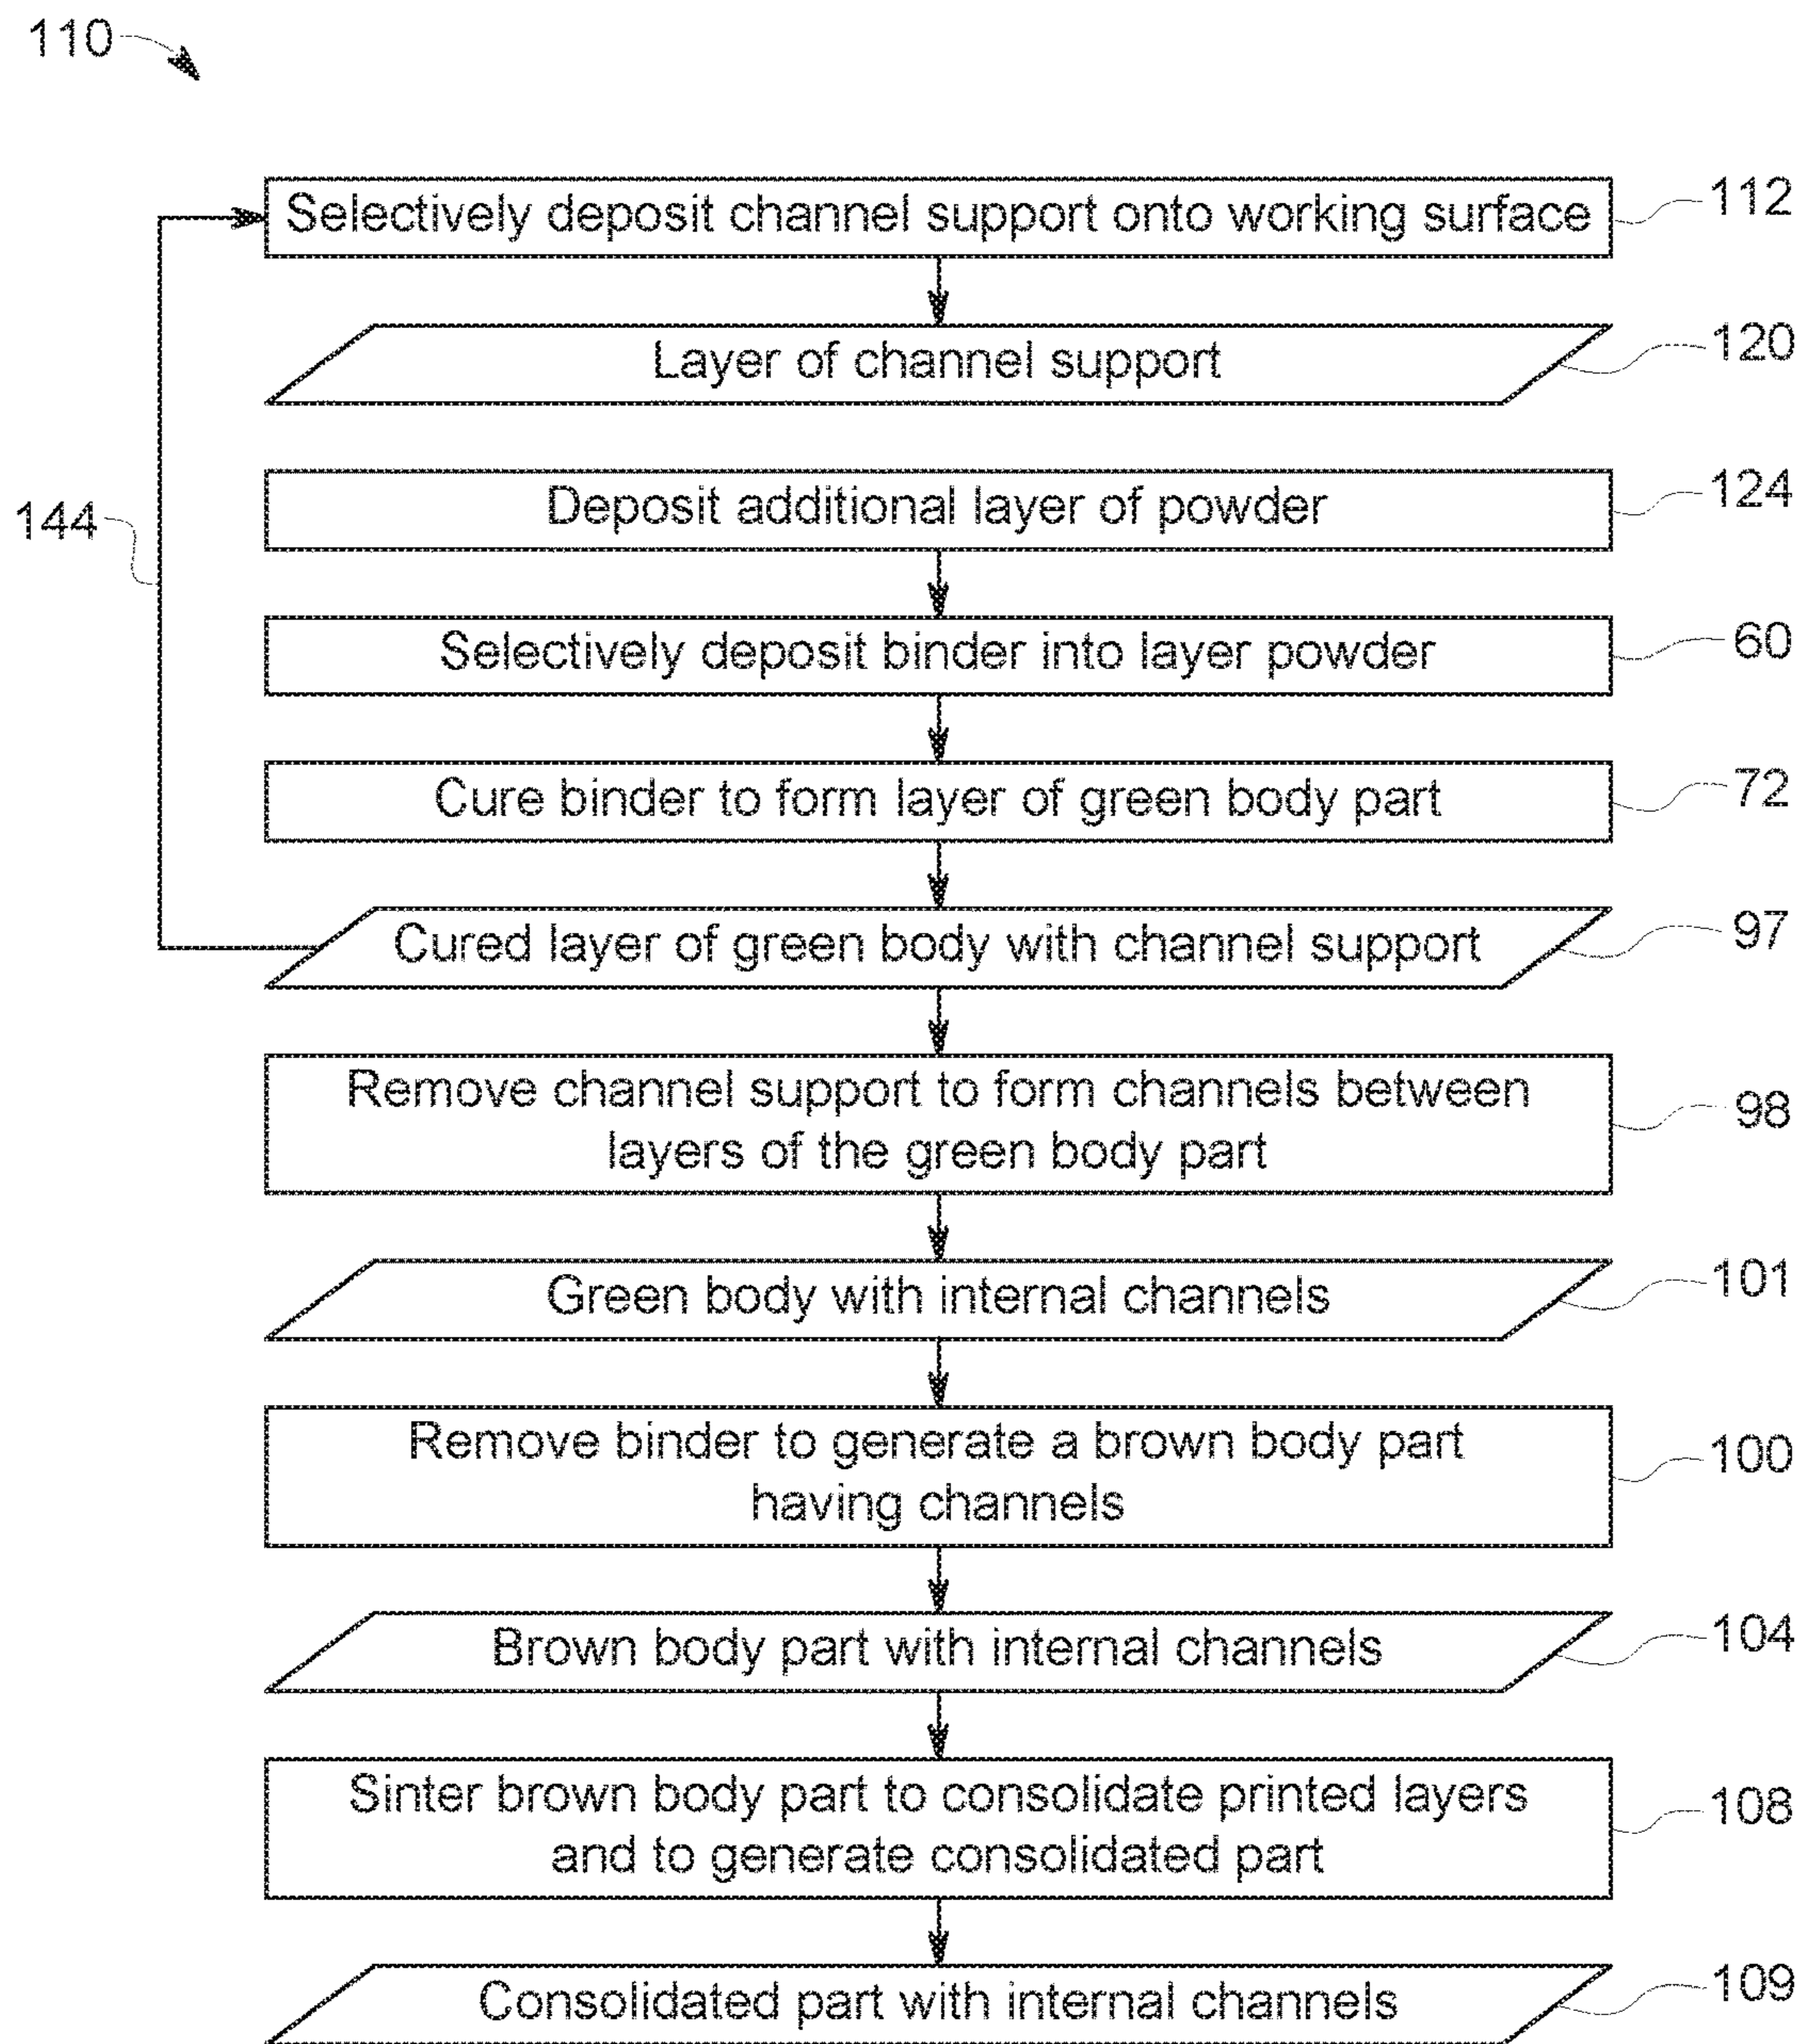 110
Selectively deposit channel support onto working surface
112
Layer of channel support
120
Deposit additional layer of powder
124
144
Selectively deposit binder into layer powder
60
Cure binder to form layer of green body part
72
Cured layer of green body with channel support
97
Remove channel support to form channels between
layers of the green body part
98
Green body with internal channels
101
Remove binder to generate a brown body part
having channels
100
Brown body part with internal channels
104
Sinter brown body part to consolidate printed layers
and to generate consolidated part
108
Consolidated part with internal channels
109